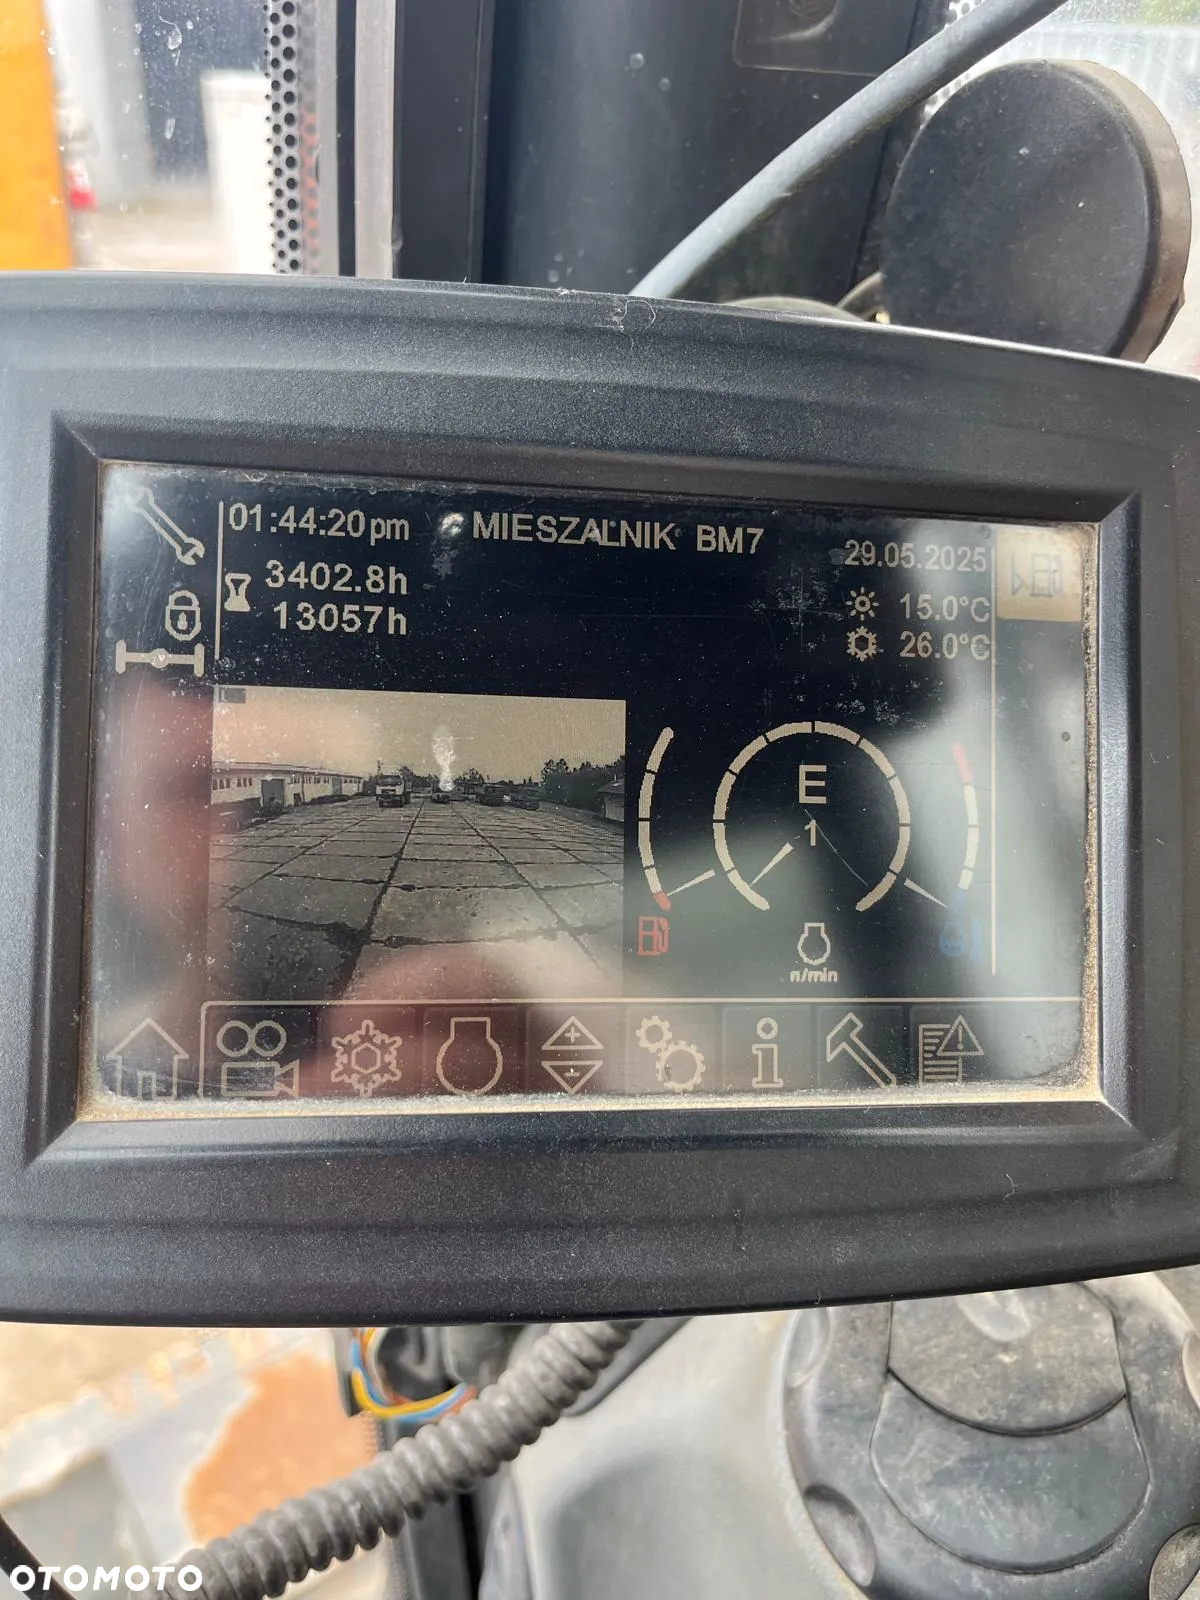 01:44:20pm
MIESZALNIK BM7
3402.8h
13057h
29.05.2025
15.0°C
26.0°C
E
1
n/min
OTOMOTO